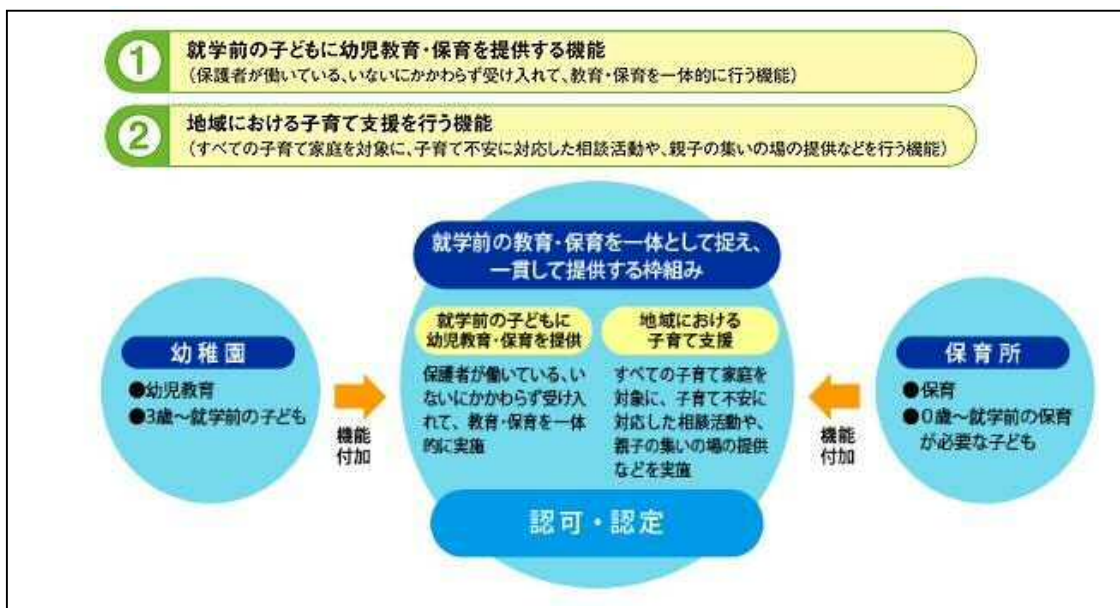 1
就学前の子どもに幼児教育・保育を提供する機能
（保護者が働いている、いないにかかわらず受け入れて、教育・保育を一体的に行う機能）
2
地域における子育て支援を行う機能
（すべての子育て家庭を対象に、子育て不安に対応した相談活動や、親子の集いの場の提供などを行う機能）
就学前の教育・保育を一体として捉え、
一貫して提供する枠組み
幼稚園
●幼児教育
●3歳～就学前の子ども
機能
付加
就学前の子どもに
幼児教育・保育を提供
保護者が働いている、い
ないにかかわらず受け入
れて、教育・保育を一体
的に実施
地域における
子育て支援
すべての子育て家庭を
対象に、子育て不安に
対応した相談活動や、
親子の集いの場の提供
などを実施
認可・認定
機能
付加
保育所
●保育
●0歳～就学前の保育
が必要な子ども